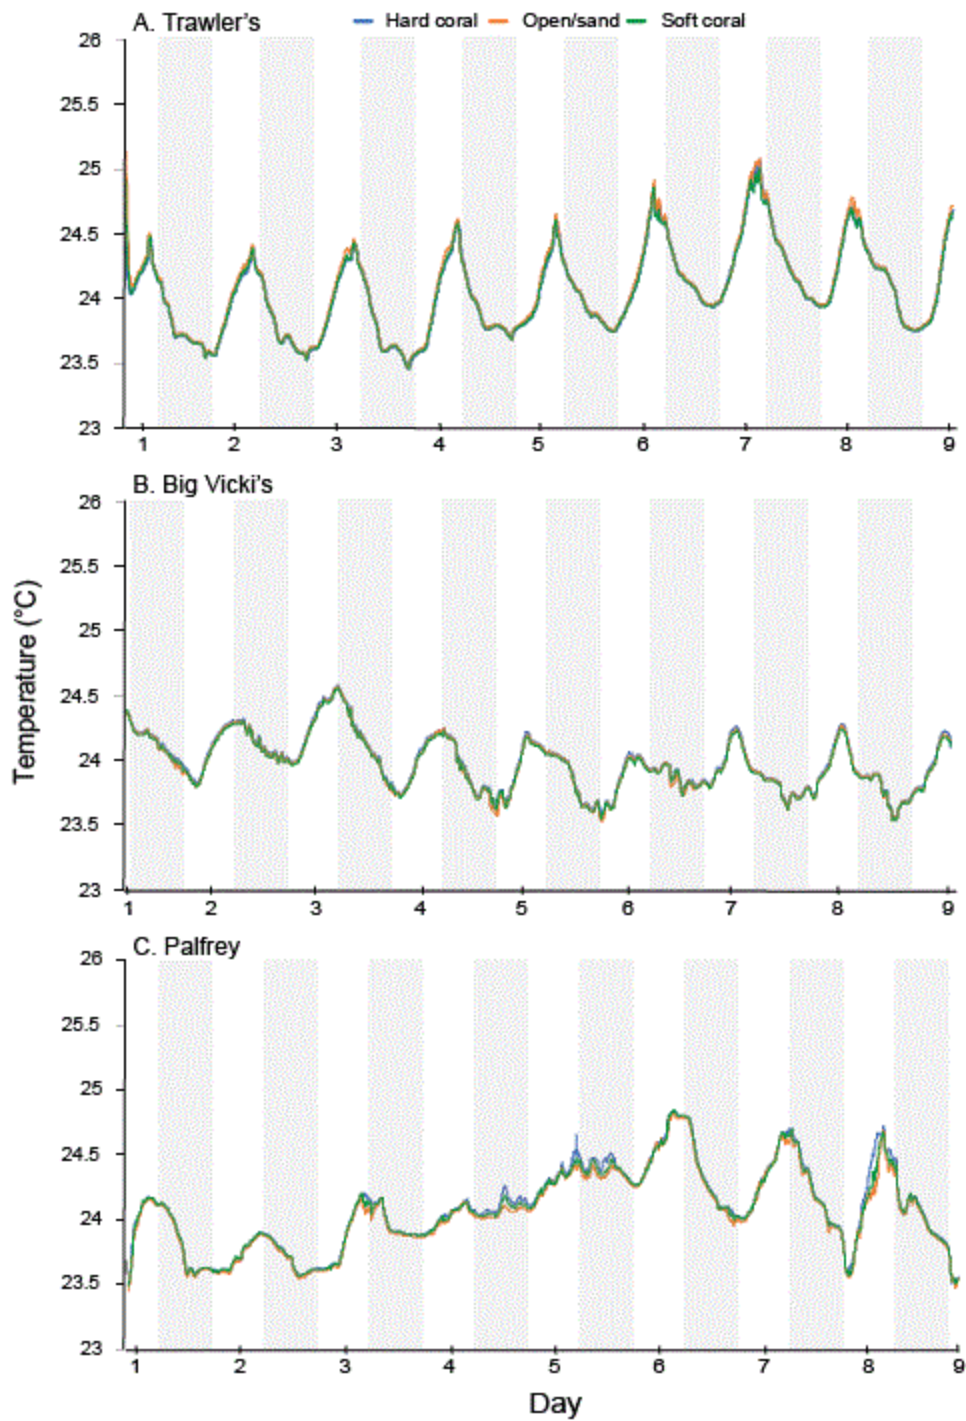 A. Trawler's
Hard coral Open/sand Soft coral
26
25.5
25
24.5
24
23.5
23
1 2 3 4 5 6 7 8 9
B. Big Vicki's
26
25.5
25
24.5
24
23.5
23
1 2 3 4 5 6 7 8 9
Temperature (°C)
C. Palfrey
26
25.5
25
24.5
24
23.5
23
1 2 3 4 5 6 7 8 9
Day